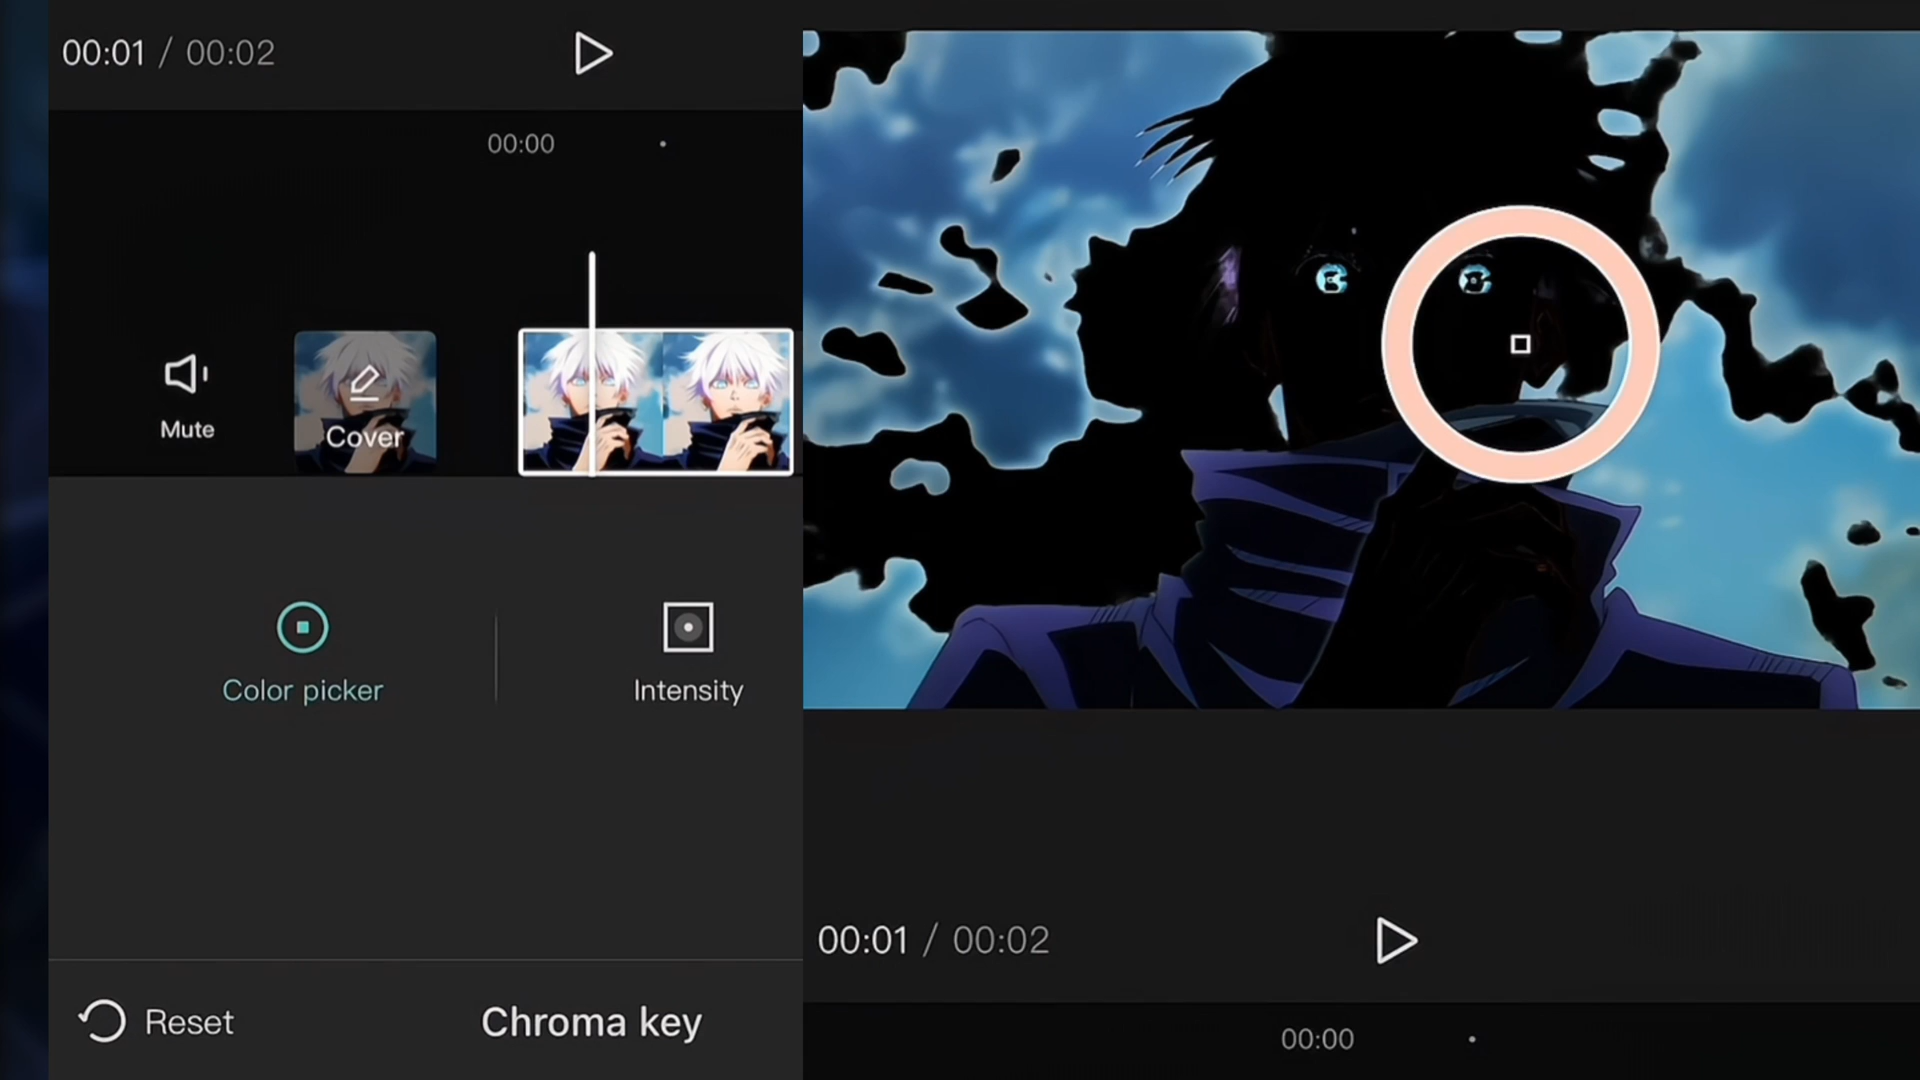 00:01 / 00:02
00:00
Mute
Cover
Color picker
Intensity
Reset
Chroma key
00:01 / 00:02
00:00